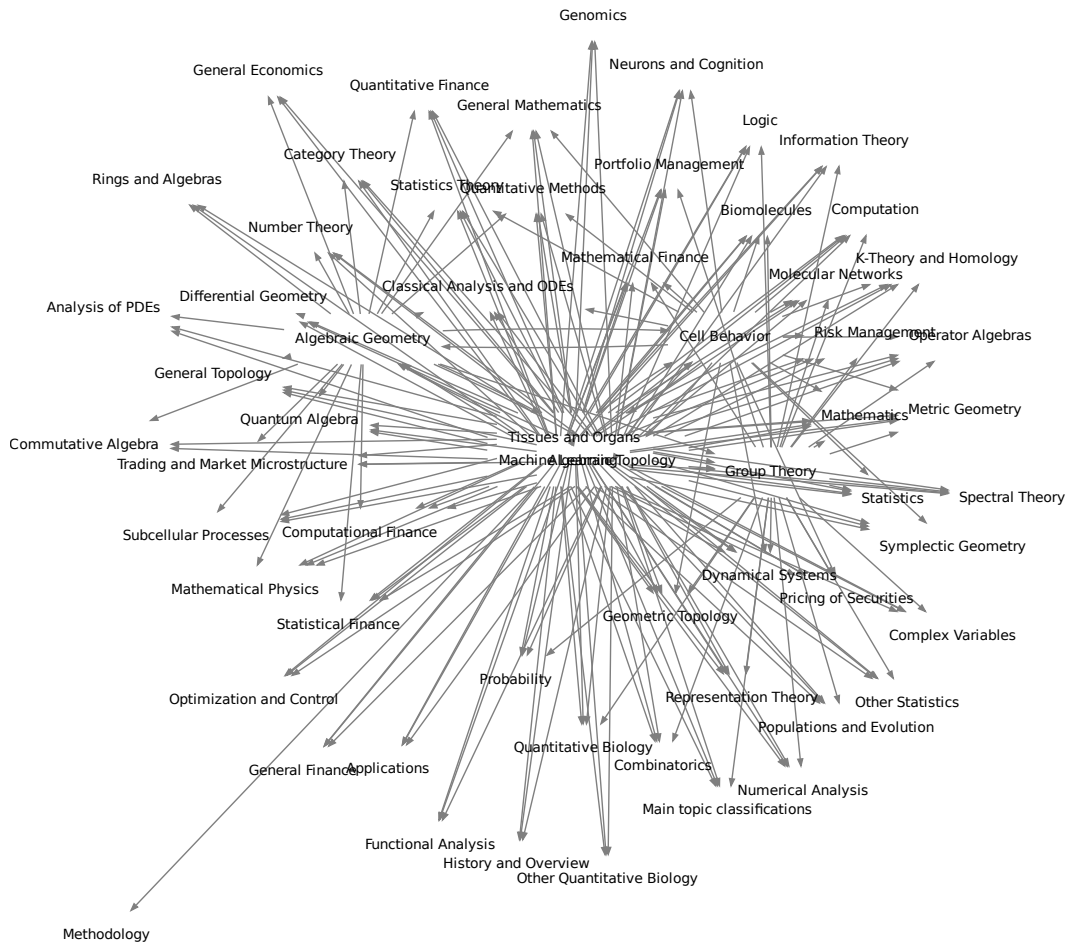 Genomics
Neurons and Cognition
General Economics
Quantitative Finance
General Mathematics
Logic
Information Theory
Category Theory
Portfolio Management
Rings and Algebras
Statistics Theory
Quantitative Methods
Biomolecules
Computation
Number Theory
Mathematical Finance
K-Theory and Homology
Molecular Networks
Classical Analysis and ODEs
Differential Geometry
Analysis of PDEs
Algebraic Geometry
Cell Behavior
Risk Management
Operator Algebras
General Topology
Quantum Algebra
Mathematics
Metric Geometry
Tissues and Organs
Commutative Algebra
Trading and Market Microstructure
Machine Learning
Algebraic Topology
Group Theory
Statistics
Spectral Theory
Subcellular Processes
Computational Finance
Symplectic Geometry
Mathematical Physics
Dynamical Systems
Pricing of Securities
Statistical Finance
Geometric Topology
Complex Variables
Optimization and Control
Probability
Representation Theory
Other Statistics
Populations and Evolution
Quantitative Biology
General Finance
Applications
Combinatorics
Numerical Analysis
Main topic classifications
Functional Analysis
History and Overview
Other Quantitative Biology
Methodology